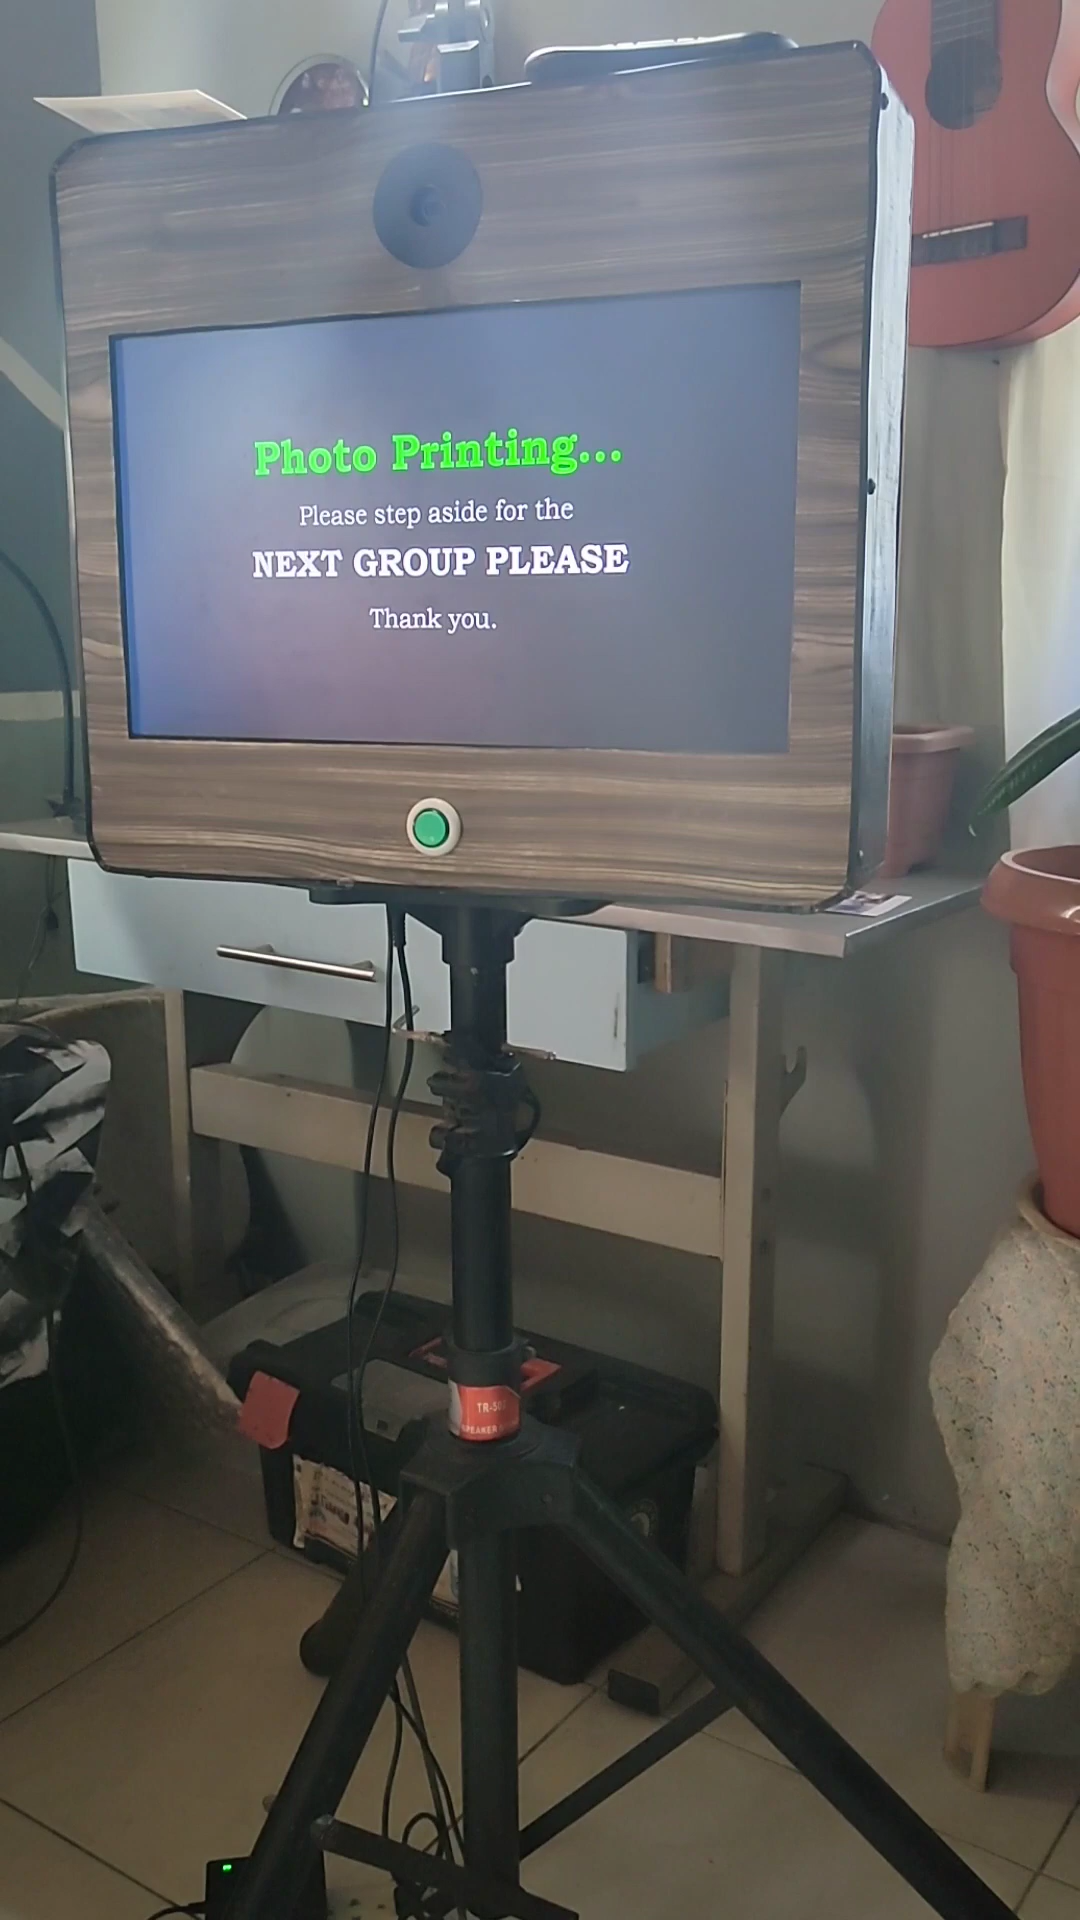 Photo Printing...
Please step aside for the
NEXT GROUP PLEASE
Thank you.